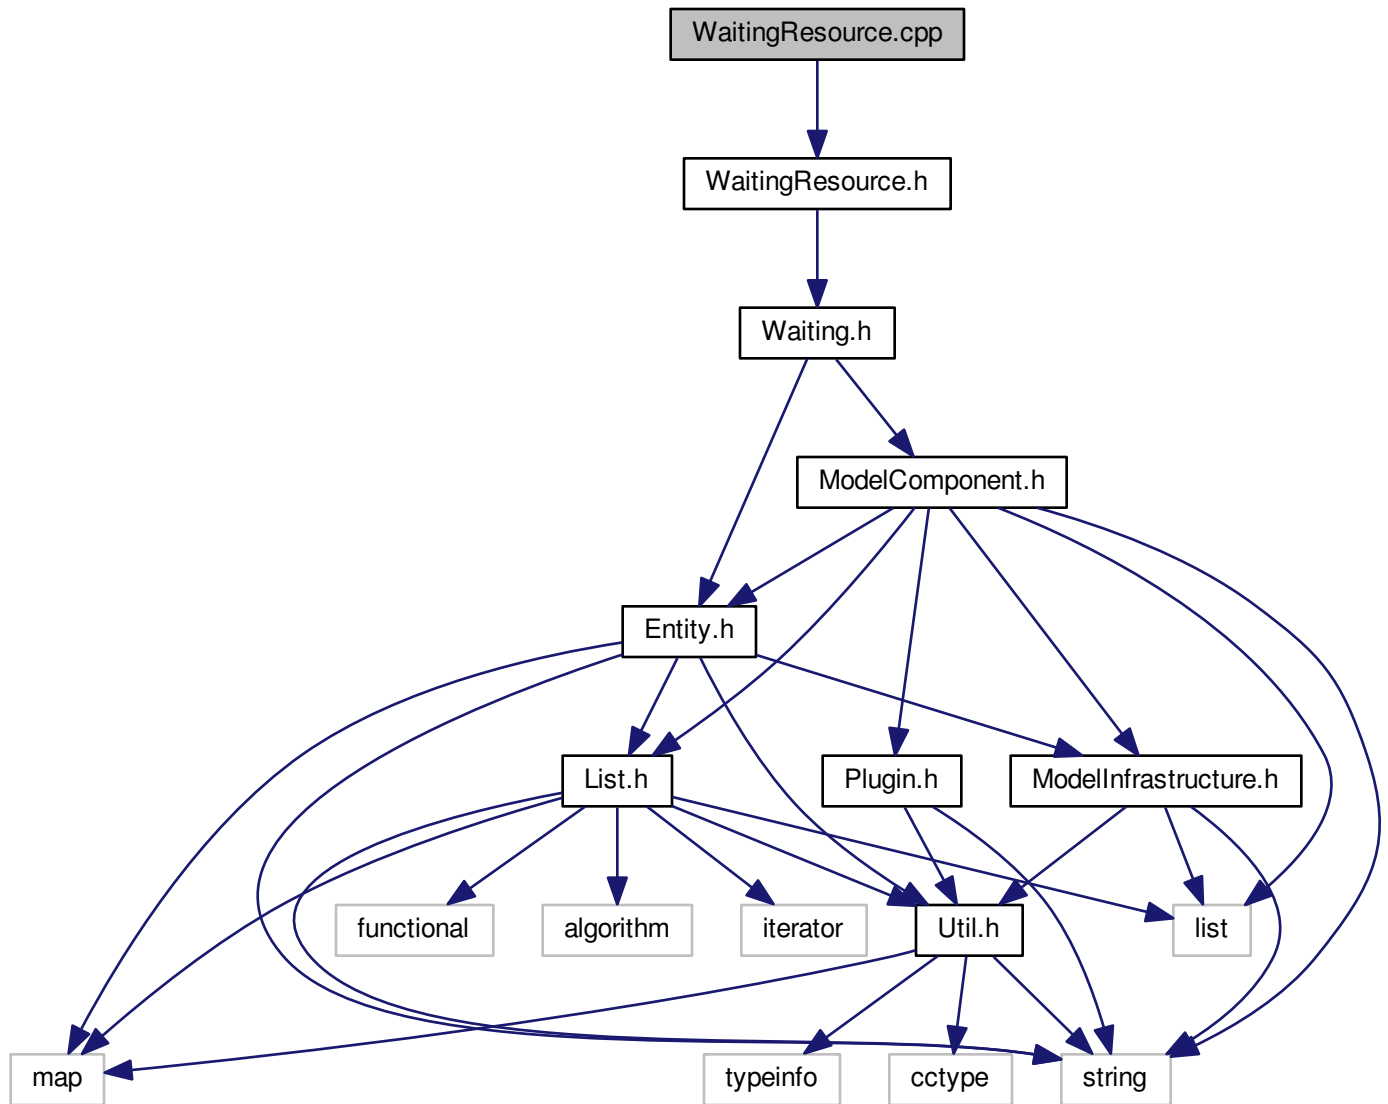 WaitingResource.cpp
WaitingResource.h
Waiting.h
ModelComponent.h
Entity.h
List.h
Plugin.h
ModelInfrastructure.h
functional
algorithm
iterator
Util.h
list
map
typeinfo
cctype
string